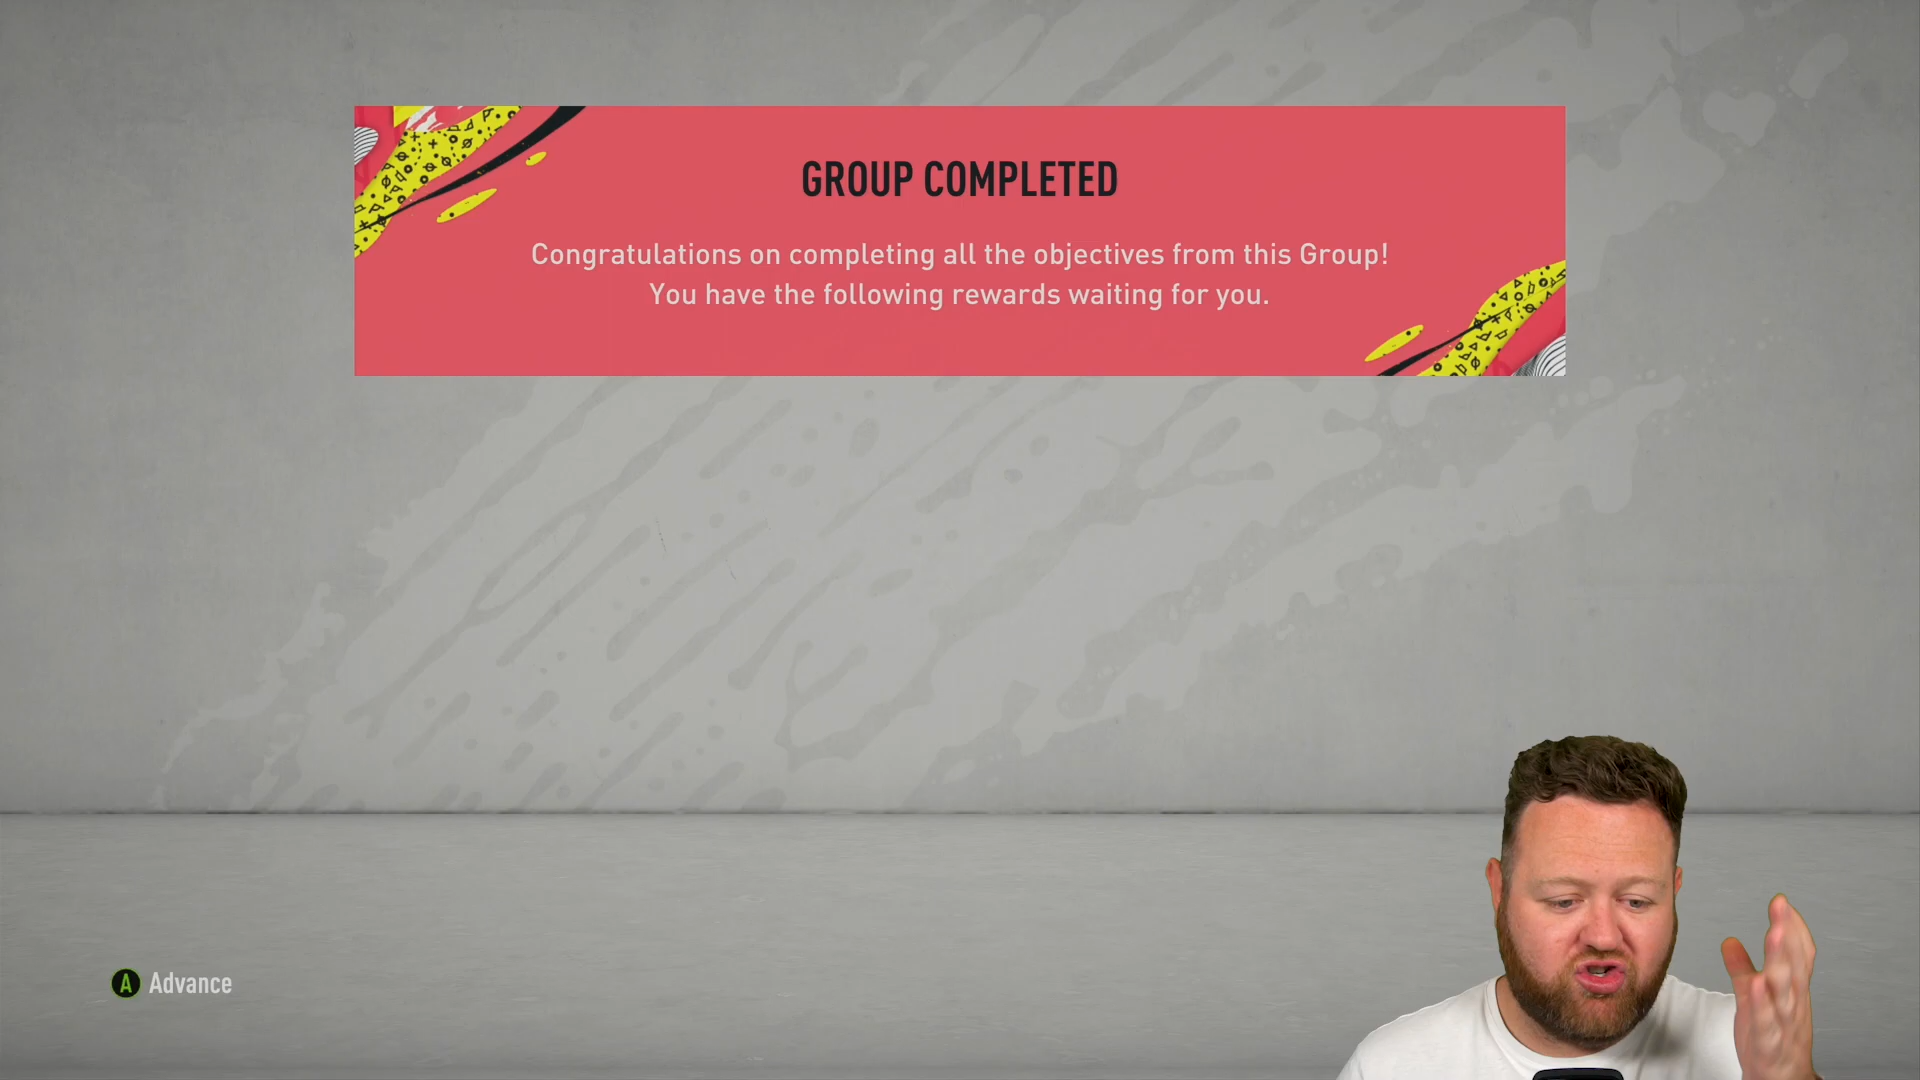 GROUP COMPLETED
Congratulations on completing all the objectives from this Group!
You have the following rewards waiting for you.
A Advance